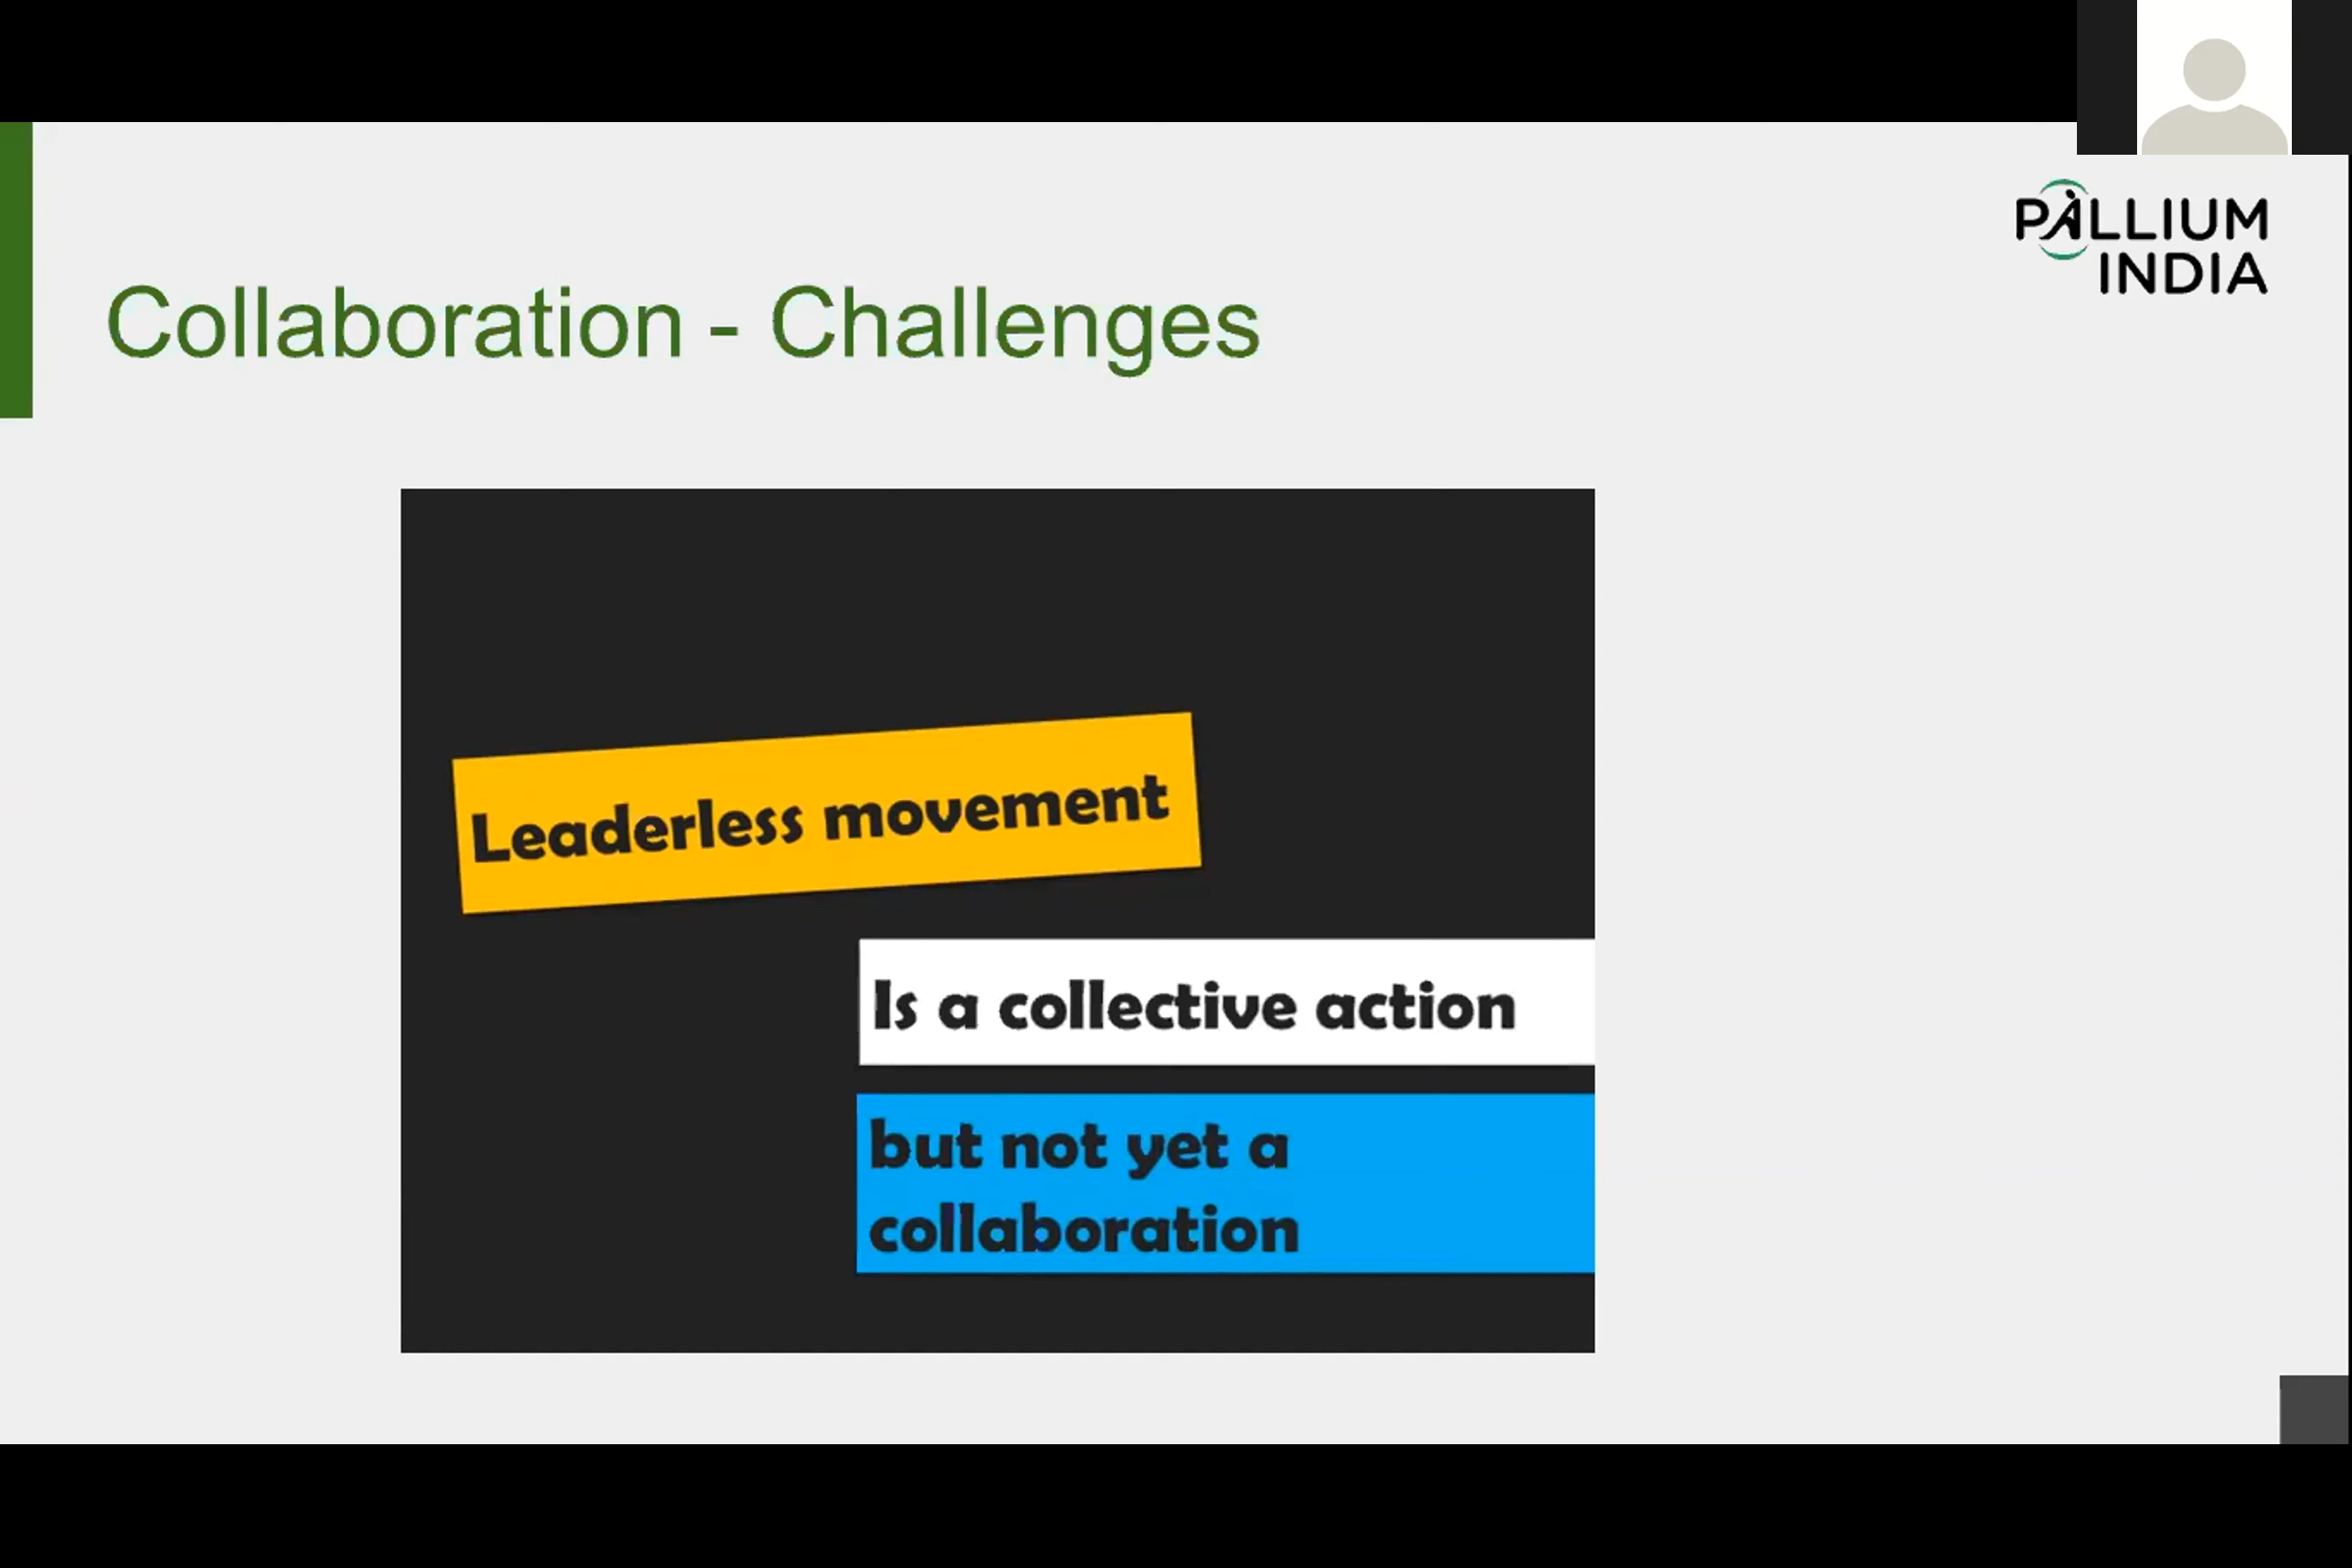 PALLIUM
INDIA
Collaboration - Challenges
Leaderless movement
Is a collective action
but not yet a
collaboration